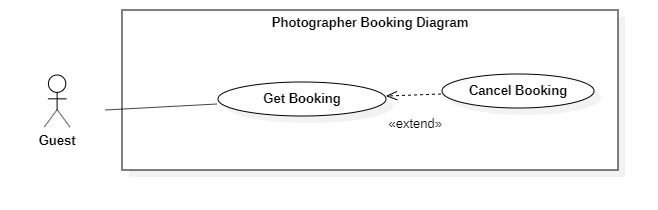 Photographer Booking Diagram
Get Booking
Cancel Booking
«extend»
Guest